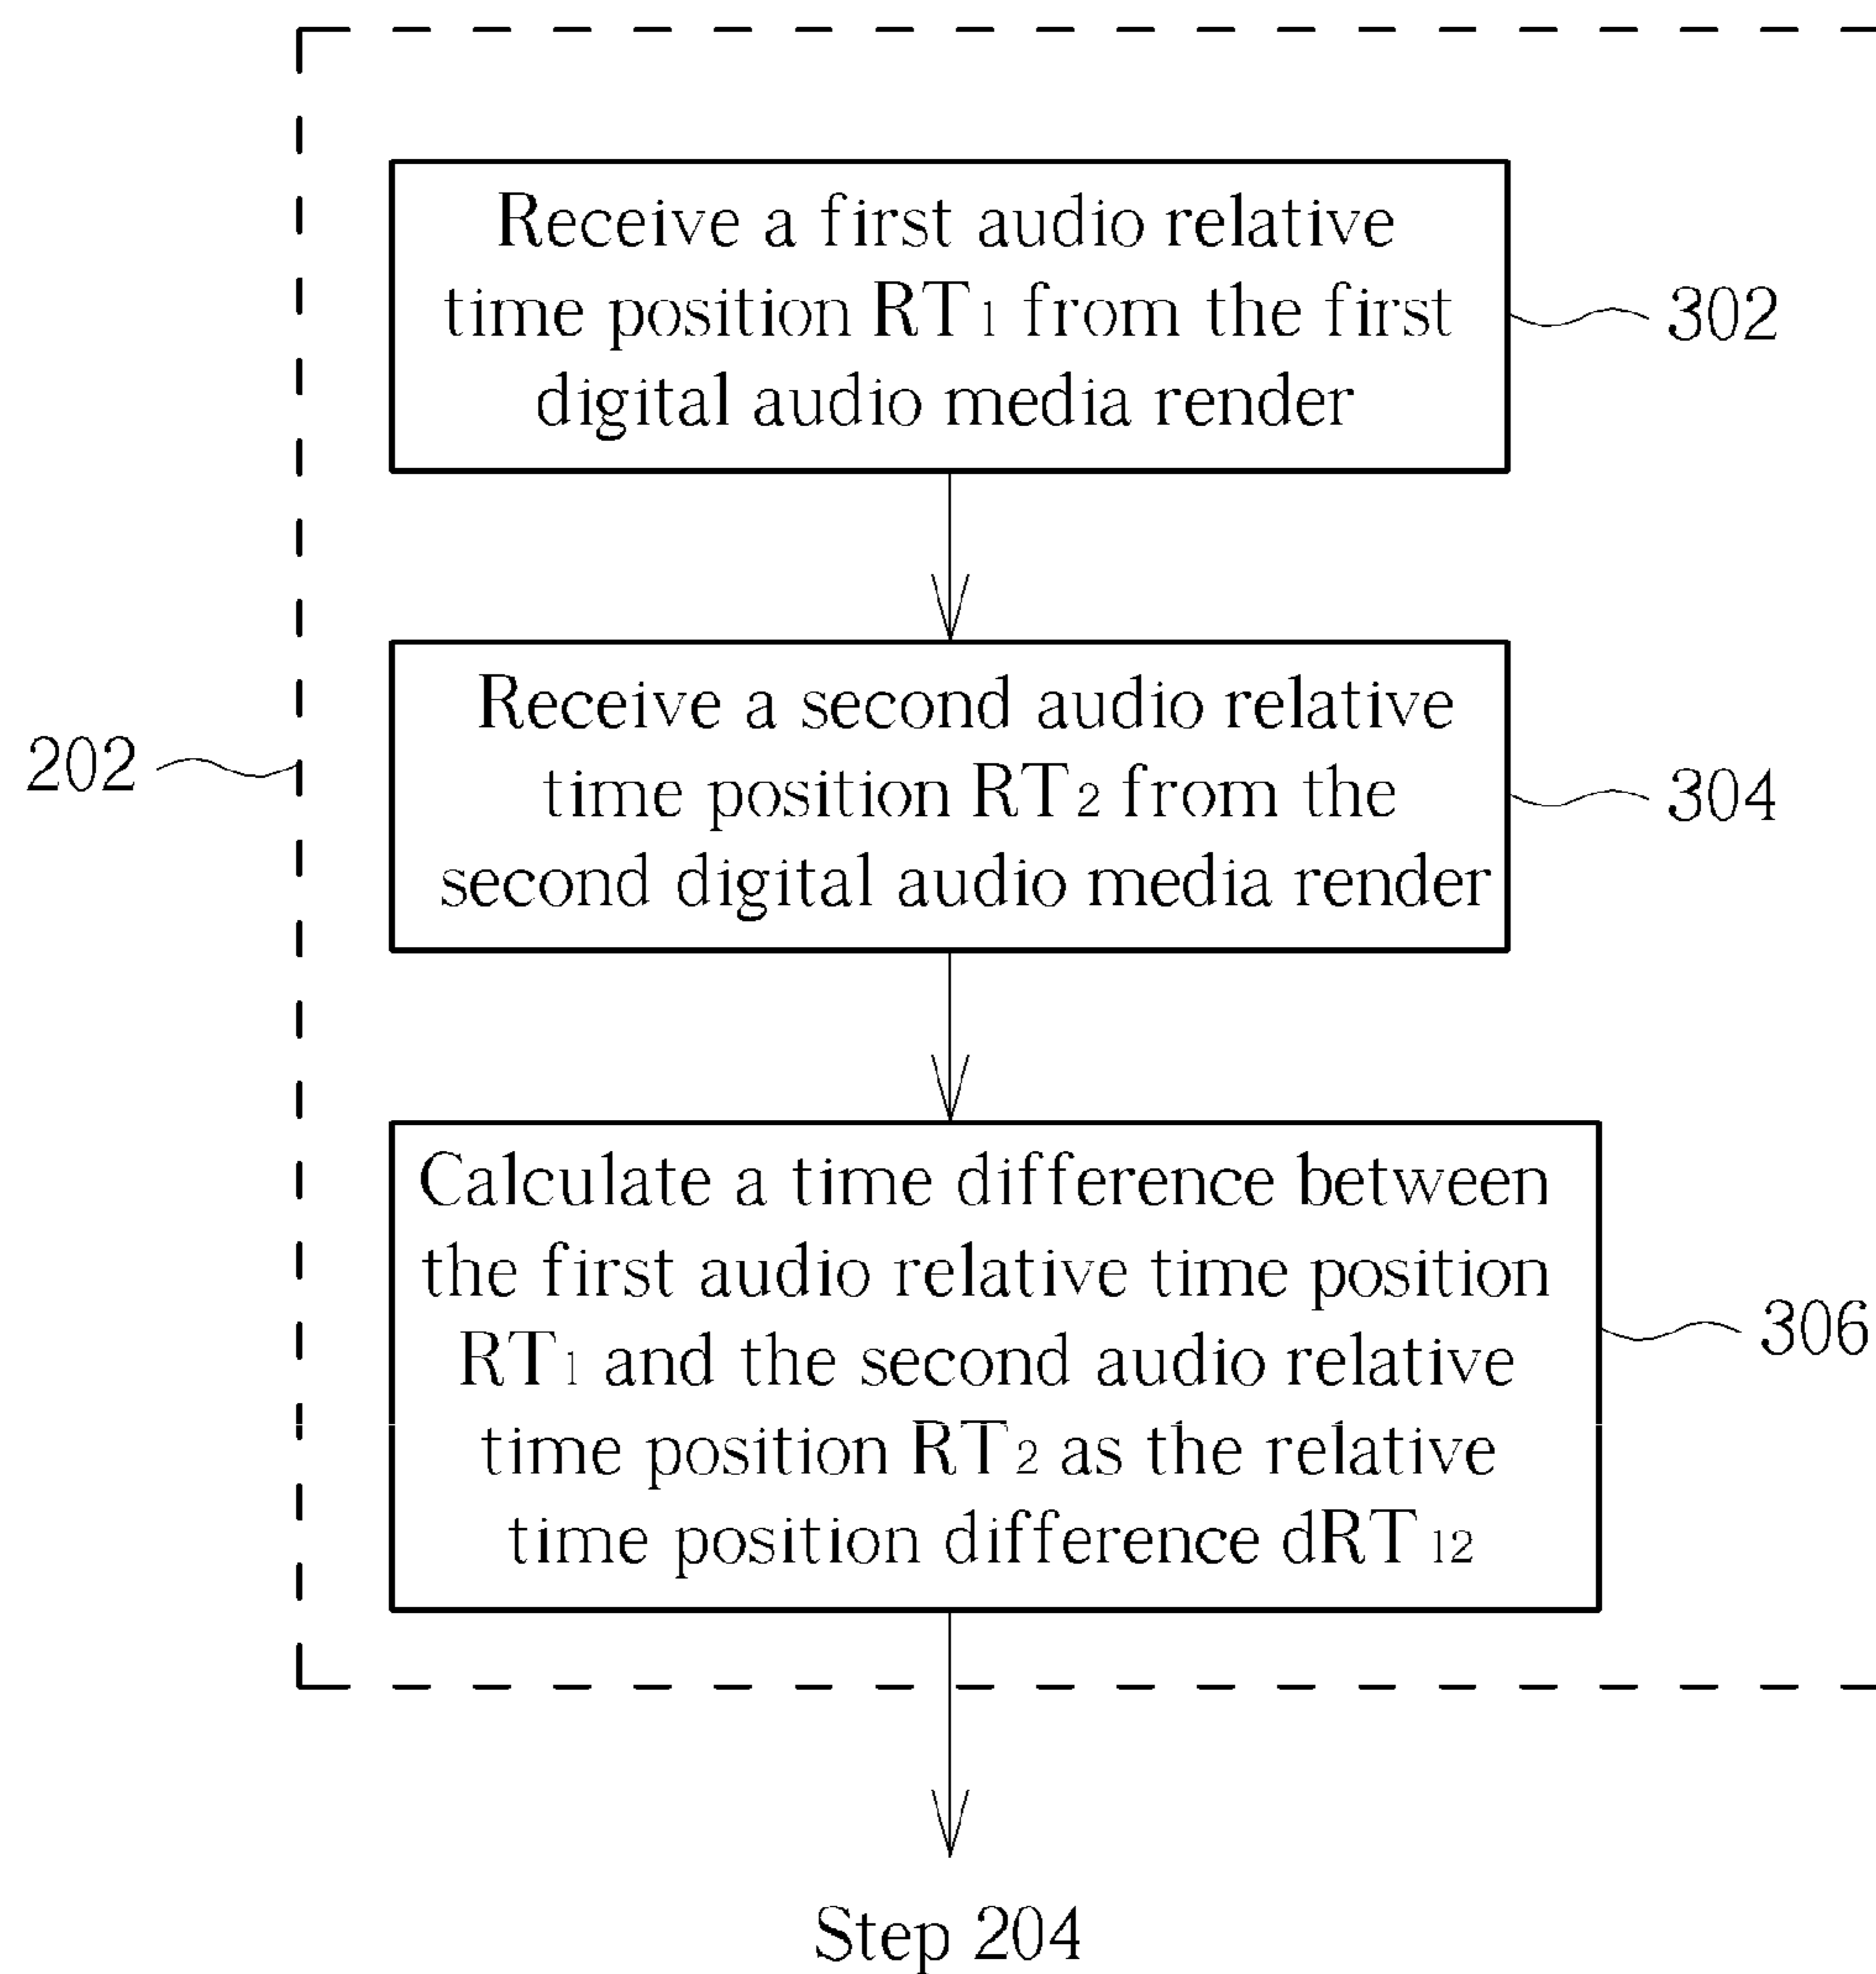 Receive a first audio relative
time position RT₁ from the first
digital audio media render
302
Receive a second audio relative
time position RT₂ from the
second digital audio media render
202
304
Calculate a time difference between
the first audio relative time position
RT₁ and the second audio relative
time position RT₂ as the relative
time position difference dRT₁₂
306
Step 204